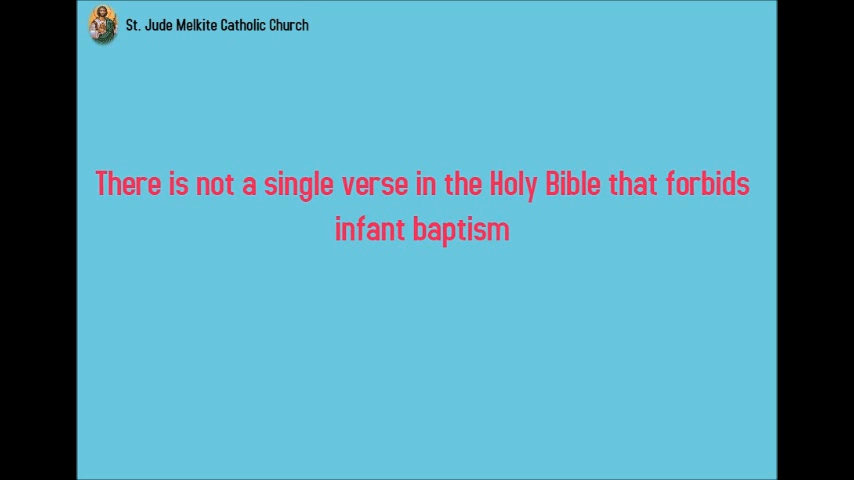 St. Jude Melkite Catholic Church
There is not a single verse in the Holy Bible that forbids
infant baptism